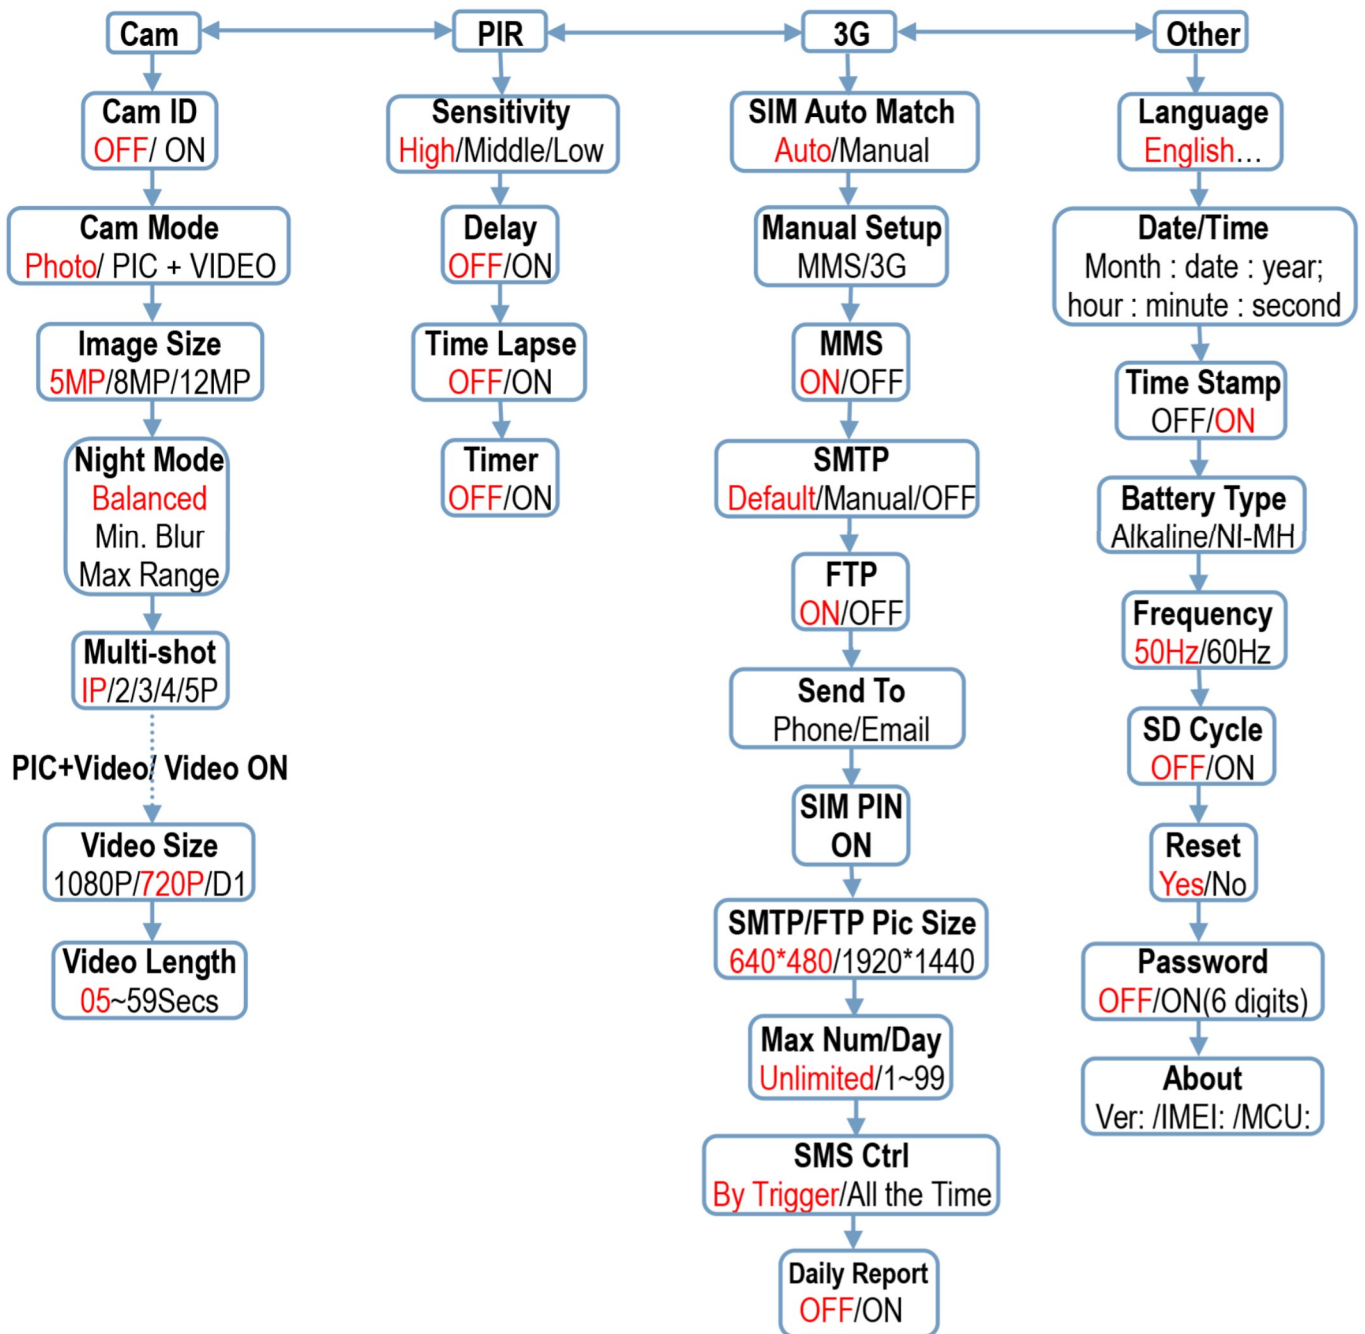 Cam
PIR
3G
Other
Cam ID
OFF/ ON
Cam Mode
Photo/ PIC + VIDEO
Image Size
5MP/8MP/12MP
Night Mode
Balanced
Min. Blur
Max Range
Multi-shot
IP/2/3/4/5P
PIC+Video/ Video ON
Video Size
1080P/720P/D1
Video Length
05~59Secs
Sensitivity
High/Middle/Low
Delay
OFF/ON
Time Lapse
OFF/ON
Timer
OFF/ON
SIM Auto Match
Auto/Manual
Manual Setup
MMS/3G
MMS
ON/OFF
SMTP
Default/Manual/OFF
FTP
ON/OFF
Send To
Phone/Email
SIM PIN
ON
SMTP/FTP Pic Size
640*480/1920*1440
Max Num/Day
Unlimited/1~99
SMS Ctrl
By Trigger/All the Time
Daily Report
OFF/ON
Language
English...
Date/Time
Month : date : year;
hour : minute : second
Time Stamp
OFF/ON
Battery Type
Alkaline/NI-MH
Frequency
50Hz/60Hz
SD Cycle
OFF/ON
Reset
Yes/No
Password
OFF/ON(6 digits)
About
Ver: /IMEI: /MCU: